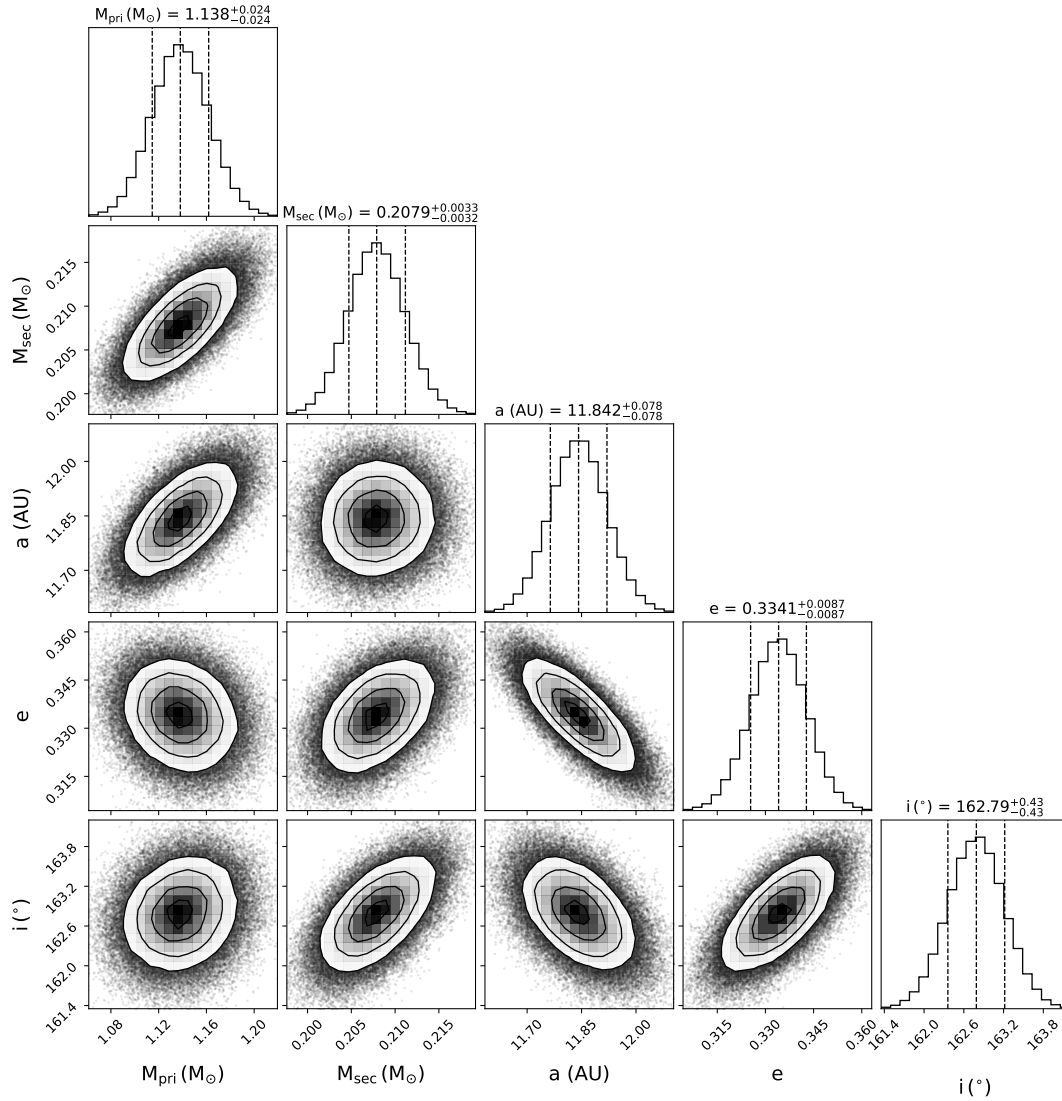 M_pri (M_⊙) = 1.138^{+0.024}_{−0.024}
M_sec (M_⊙) = 0.2079^{+0.0033}_{−0.0032}
M_sec (M_⊙)
0.215
0.210
0.205
0.200
a (AU) = 11.842^{+0.078}_{−0.078}
a (AU)
12.00
11.85
11.70
e = 0.3341^{+0.0087}_{−0.0087}
e
0.360
0.345
0.330
0.315
i (°) = 162.79^{+0.43}_{−0.43}
i (°)
163.8
163.2
162.6
162.0
161.4
1.08 1.12 1.16 1.20
0.200 0.205 0.210 0.215
11.70 11.85 12.00
0.315 0.330 0.345 0.360
161.4 162.0 162.6 163.2 163.8
M_pri (M_⊙)
M_sec (M_⊙)
a (AU)
e
i (°)